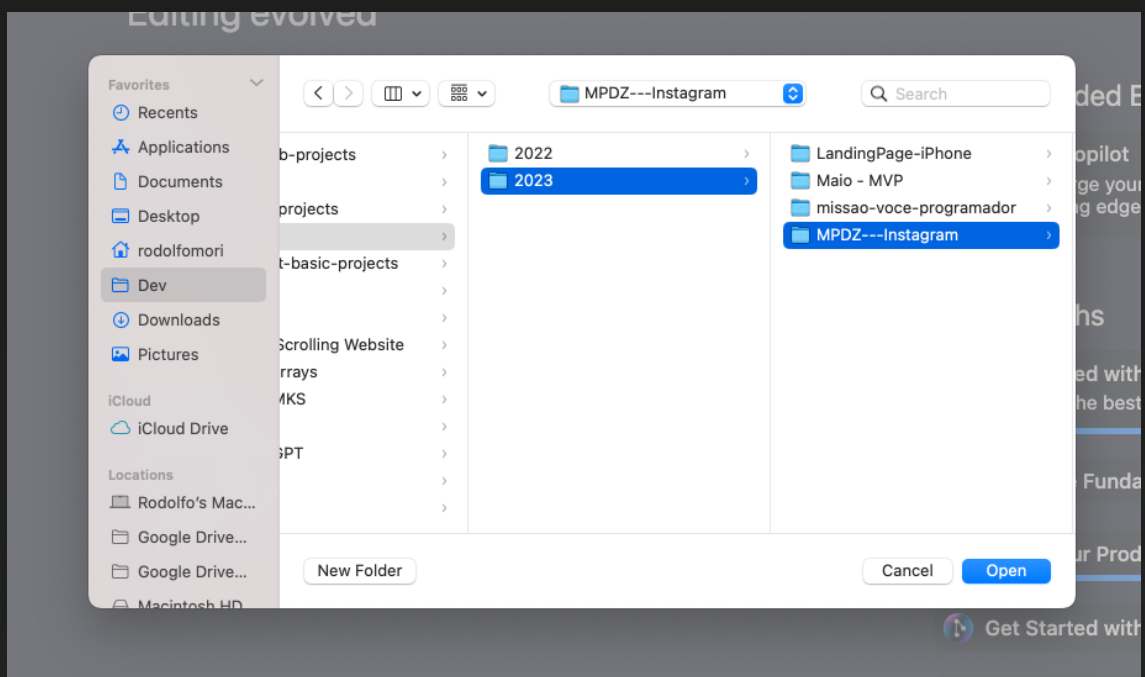 Editing evolved
Favorites
Recents
Applications
Documents
Desktop
rodolfomori
Dev
Downloads
Pictures
iCloud
iCloud Drive
Locations
Rodolfo's Mac...
Google Drive...
Google Drive...
Macintosh HD
MPDZ---Instagram
Search
b-projects
projects
t-basic-projects
Scrolling Website
rrays
MKS
GPT
2022
2023
LandingPage-iPhone
Maio - MVP
missao-voce-programador
MPDZ---Instagram
New Folder
Cancel
Open
ded E
opilot
rge your
ng edge
hs
ed with
he best
Funda
ur Prod
Get Started with